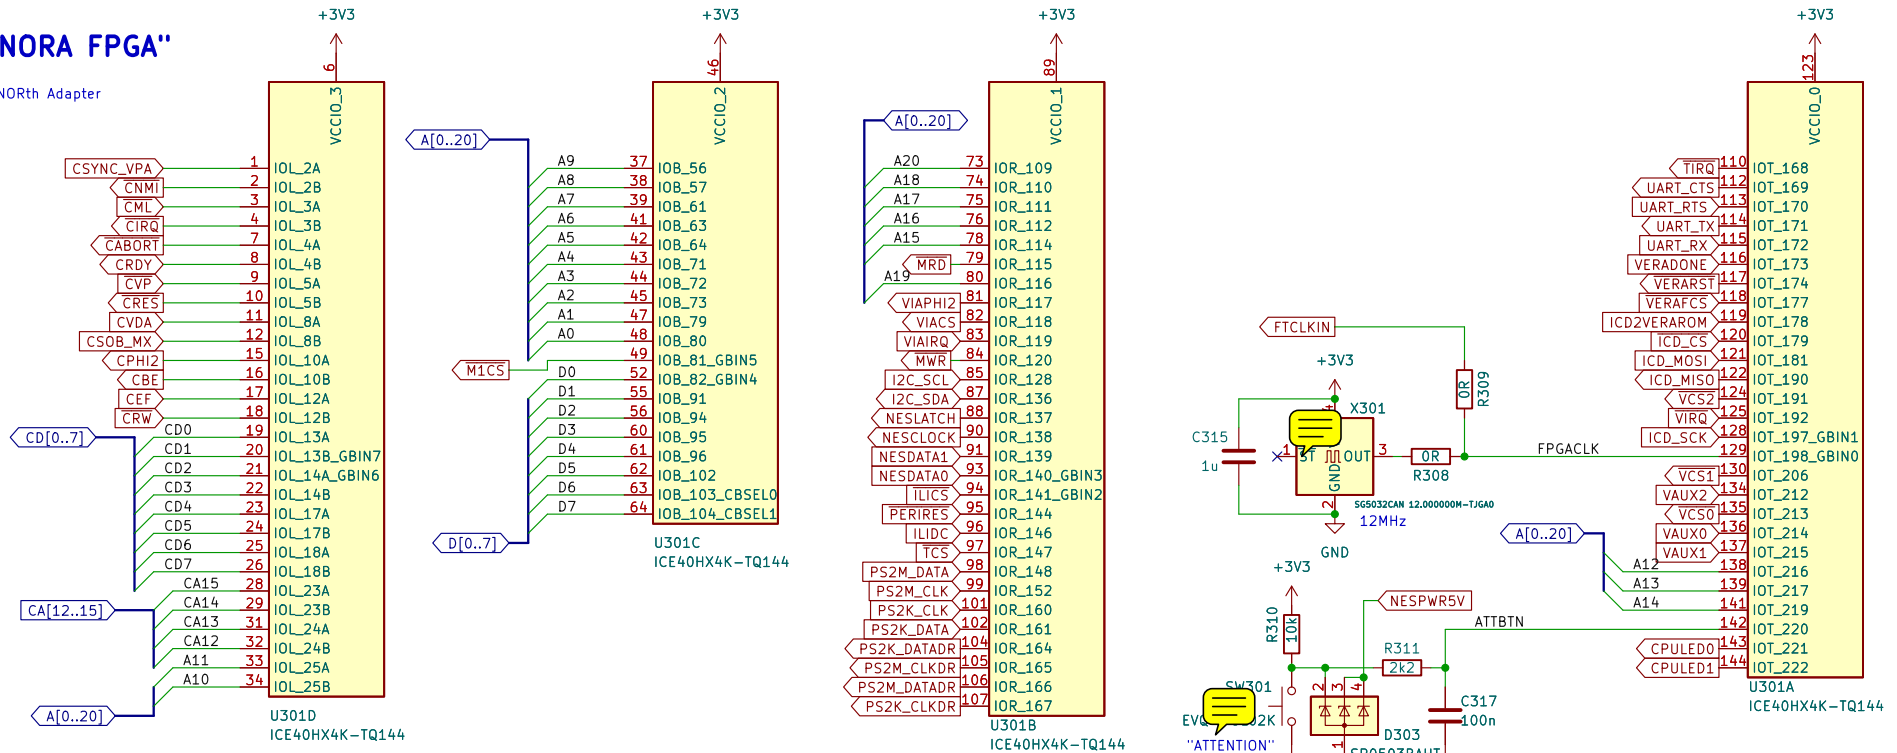 NORA FPGA"
NORth Adapter
+3V3
6
VCCIO_3
CSYNC_VPA 1 IOL_2A
CNMI 2 IOL_2B
CML 3 IOL_3A
CIRQ 4 IOL_3B
CABORT 7 IOL_4A
CRDY 8 IOL_4B
CVP 9 IOL_5A
CRES 10 IOL_5B
CVDA 11 IOL_8A
CSOB_MX 12 IOL_8B
CPHI2 15 IOL_10A
CBE 16 IOL_10B
CEF 17 IOL_12A
CRW 18 IOL_12B
CD[0..7]
CD0 19 IOL_13A
CD1 20 IOL_13B_GBIN7
CD2 21 IOL_14A_GBIN6
CD3 22 IOL_14B
CD4 23 IOL_17A
CD5 24 IOL_17B
CD6 25 IOL_18A
CD7 26 IOL_18B
CA15 28 IOL_23A
CA[12..15]
CA14 29 IOL_23B
CA13 31 IOL_24A
CA12 32 IOL_24B
A11 33 IOL_25A
A10 34 IOL_25B
A[0..20]
U301D
ICE40HX4K-TQ144
+3V3
46
VCCIO_2
A[0..20]
A9 37 IOB_56
A8 38 IOB_57
A7 39 IOB_61
A6 41 IOB_63
A5 42 IOB_64
A4 43 IOB_71
A3 44 IOB_72
A2 45 IOB_73
A1 47 IOB_79
A0 48 IOB_80
M1CS 49 IOB_81_GBIN5
D0 52 IOB_82_GBIN4
D1 55 IOB_91
D2 56 IOB_94
D3 60 IOB_95
D4 61 IOB_96
D5 62 IOB_102
D6 63 IOB_103_CBSEL0
D7 64 IOB_104_CBSEL1
D[0..7]
U301C
ICE40HX4K-TQ144
+3V3
89
VCCIO_1
A[0..20]
A20 73 IOR_109
A18 74 IOR_110
A17 75 IOR_111
A16 76 IOR_112
A15 78 IOR_114
MRD 79 IOR_115
A19 80 IOR_116
VIAPHI2 81 IOR_117
VIACS 82 IOR_118
VIAIRQ 83 IOR_119
MWR 84 IOR_120
I2C_SCL 85 IOR_128
I2C_SDA 87 IOR_136
NESLATCH 88 IOR_137
NESCLOCK 90 IOR_138
NESDATA1 91 IOR_139
NESDATA0 93 IOR_140_GBIN3
ILICS 94 IOR_141_GBIN2
PERIRES 95 IOR_144
ILIDC 96 IOR_146
TCS 97 IOR_147
PS2M_DATA 98 IOR_148
PS2M_CLK 99 IOR_152
PS2K_CLK 101 IOR_160
PS2K_DATA 102 IOR_161
PS2K_DATADR 104 IOR_164
PS2M_CLKDR 105 IOR_165
PS2M_DATADR 106 IOR_166
PS2K_CLKDR 107 IOR_167
U301B
ICE40HX4K-TQ144
FTCLKIN
+3V3
0R
R309
X301
4
C315
1u
1 ST
GND
OUT 3
2
0R
R308
FPGACLK
SG5032CAN 12.000000M-TJGA0
12MHz
GND
+3V3
R310
10k
NESPWR5V
ATTBTN
R311
2k2
SW301
2 3 4
C317
100n
"ATTENTION"
1
D303
+3V3
123
VCCIO_0
TIRQ 110 IOT_168
UART_CTS 112 IOT_169
UART_RTS 113 IOT_170
UART_TX 114 IOT_171
UART_RX 115 IOT_172
VERADONE 116 IOT_173
VERARST 117 IOT_174
VERAFCS 118 IOT_177
ICD2VERAROM 119 IOT_178
ICD_CS 120 IOT_179
ICD_MOSI 121 IOT_181
ICD_MISO 122 IOT_190
VCS2 124 IOT_191
VIRQ 125 IOT_192
ICD_SCK 128 IOT_197_GBIN1
129 IOT_198_GBIN0
VCS1 130 IOT_206
VAUX2 134 IOT_212
VCS0 135 IOT_213
VAUX0 136 IOT_214
VAUX1 137 IOT_215
A[0..20]
A12 138 IOT_216
A13 139 IOT_217
A14 141 IOT_219
142 IOT_220
CPULED0 143 IOT_221
CPULED1 144 IOT_222
U301A
ICE40HX4K-TQ144